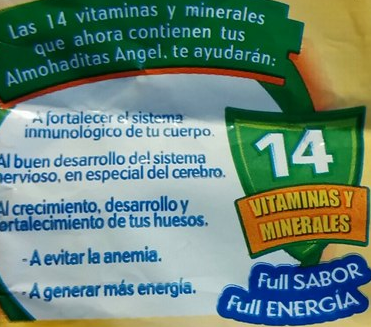 Las 14 vitaminas y minerales
que ahora contienen tus
Almohaditas Angel, te ayudarán:
- A fortalecer el sistema
inmunológico de tu cuerpo.
Al buen desarrollo del sistema
nervioso, en especial del cerebro.
Al crecimiento, desarrollo y
fortalecimiento de tus huesos.
- A evitar la anemia.
- A generar más energía.
14
VITAMINAS Y
MINERALES
Full SABOR
Full ENERGÍA